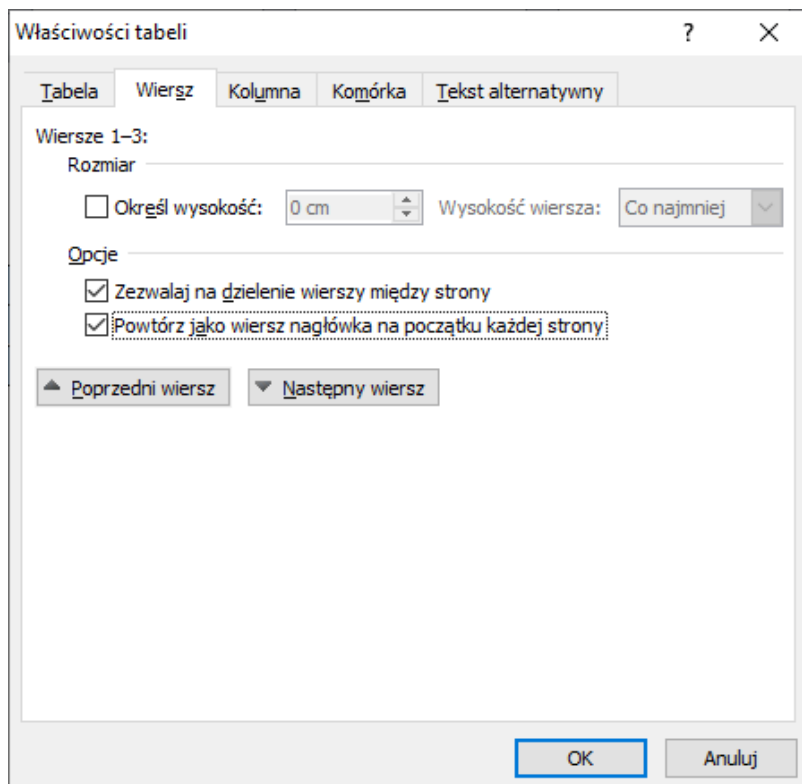 Właściwości tabeli ?
Tabela Wiersz Kolumna Komórka Tekst alternatywny
Wiersze 1–3:
Rozmiar
Określ wysokość: 0 cm Wysokość wiersza: Co najmniej
Opcje
Zezwalaj na dzielenie wierszy między strony
Powtórz jako wiersz nagłówka na początku każdej strony
Poprzedni wiersz Następny wiersz
OK Anuluj